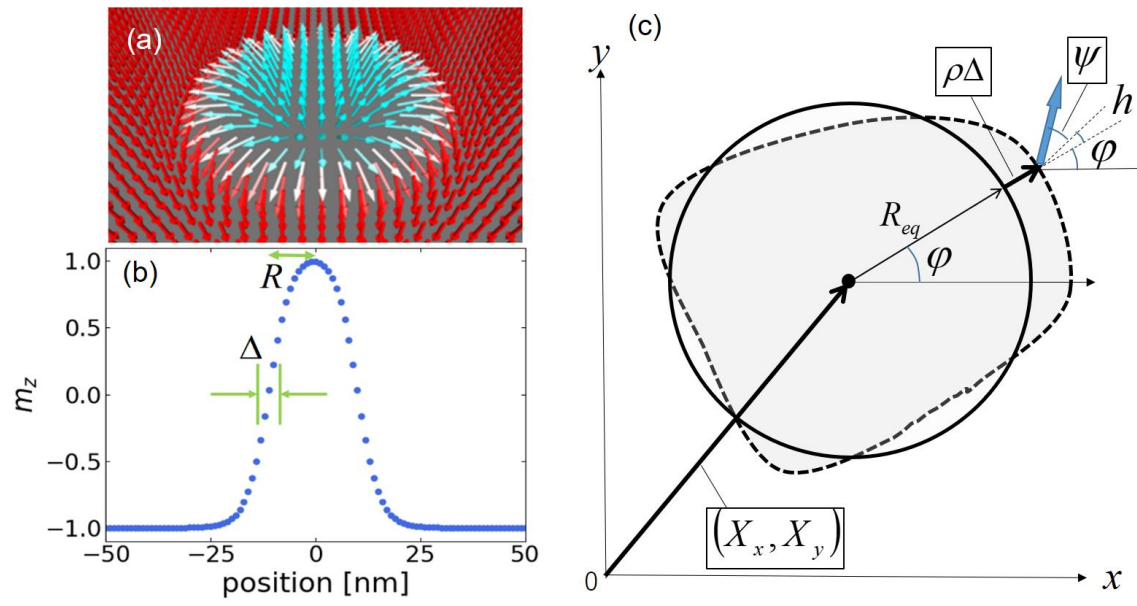 (a)
(b)
1.0
0.5
0.0
−0.5
−1.0
m_z
R
Δ
−50
−25
0
25
50
position [nm]
(c)
y
ρΔ
ψ
h
φ
R_eq
φ
(X_x, X_y)
0
x